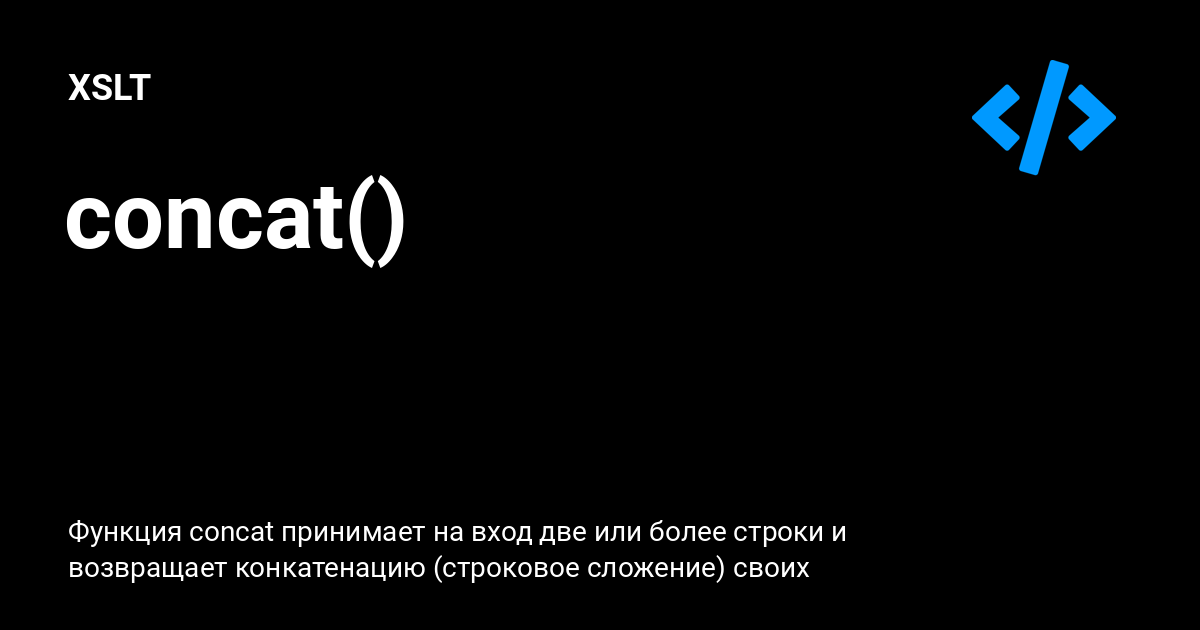 XSLT
concat()
Функция concat принимает на вход две или более строки и
возвращает конкатенацию (строковое сложение) своих